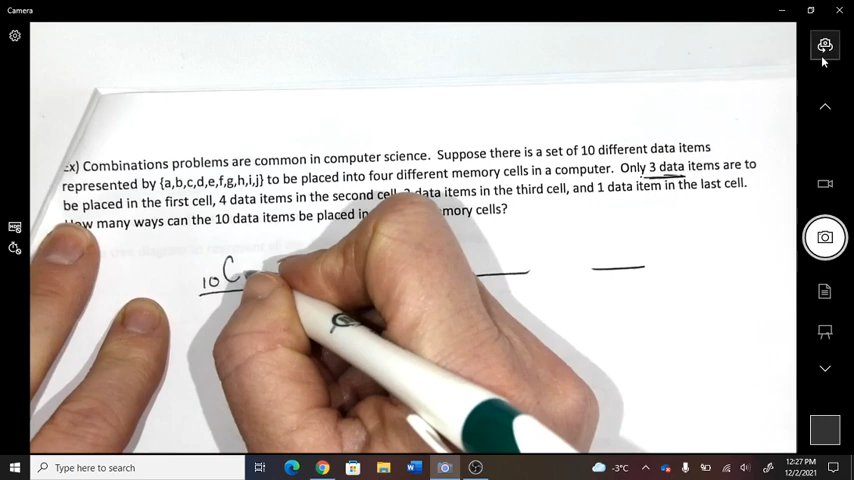 Camera
Ex) Combinations problems are common in computer science. Suppose there is a set of 10 different data items
represented by {a,b,c,d,e,f,g,h,i,j} to be placed into four different memory cells in a computer. Only 3 data items are to
be placed in the first cell, 4 data items in the second cell, 2 data items in the third cell, and 1 data item in the last cell.
How many ways can the 10 data items be placed in mory cells?
10C
Type here to search
-3°C
12:27 PM
12/2/2021